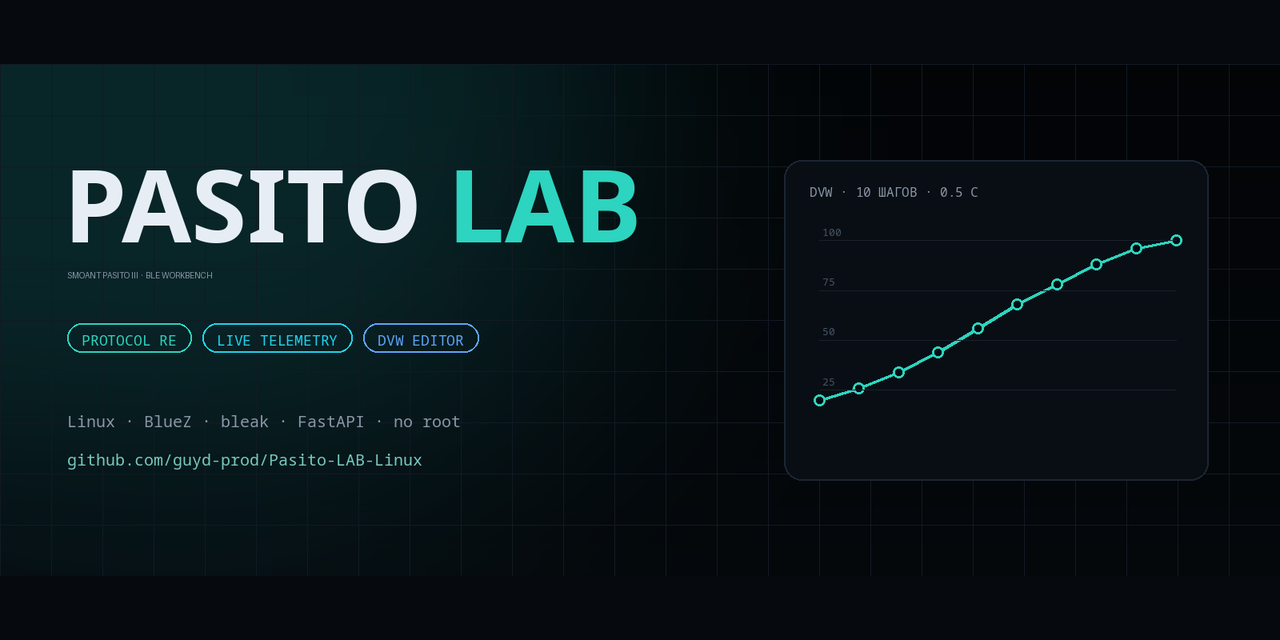 PASITO LAB
SMOANT PASITO III · BLE WORKBENCH
PROTOCOL RE
LIVE TELEMETRY
DVW EDITOR
Linux · BlueZ · bleak · FastAPI · no root
github.com/guyd-prod/Pasito-LAB-Linux
DVW · 10 ШАГОВ · 0.5 С
100
75
50
25